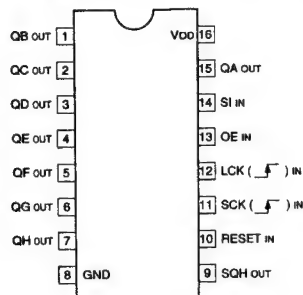 QB OUT 1
QC OUT 2
QD OUT 3
QE OUT 4
QF OUT 5
QG OUT 6
QH OUT 7
8 GND
VDD 16
15 QA OUT
14 SI IN
13 OE IN
12 LCK ( ) IN
11 SCK ( ) IN
10 RESET IN
9 SQH OUT